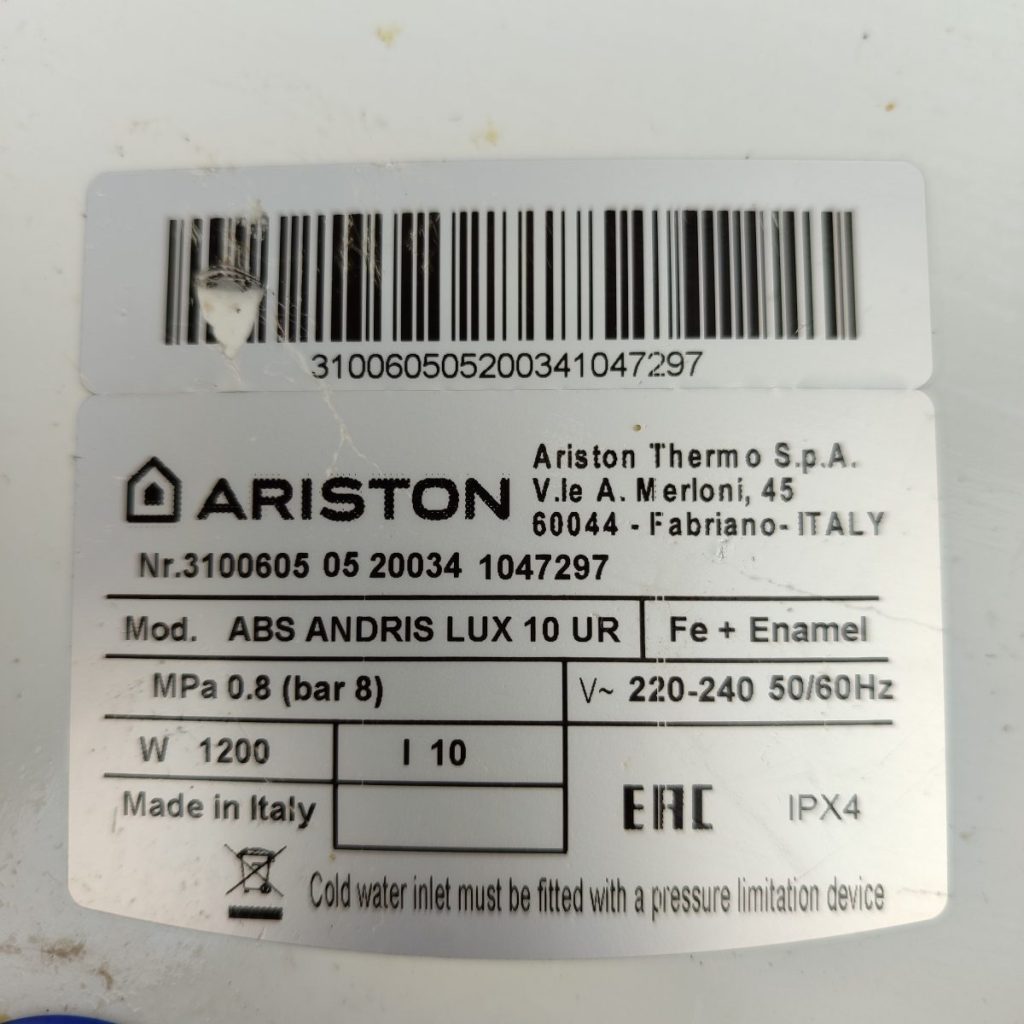 310060505200341047297
ARISTON
Ariston Thermo S.p.A.
V.le A. Merloni, 45
60044 - Fabriano- ITALY
Nr.3100605 05 20034 1047297
Mod. ABS ANDRIS LUX 10 UR Fe + Enamel
MPa 0.8 (bar 8) V~ 220-240 50/60Hz
W 1200 l 10
Made in Italy EAC IPX4
Cold water inlet must be fitted with a pressure limitation device